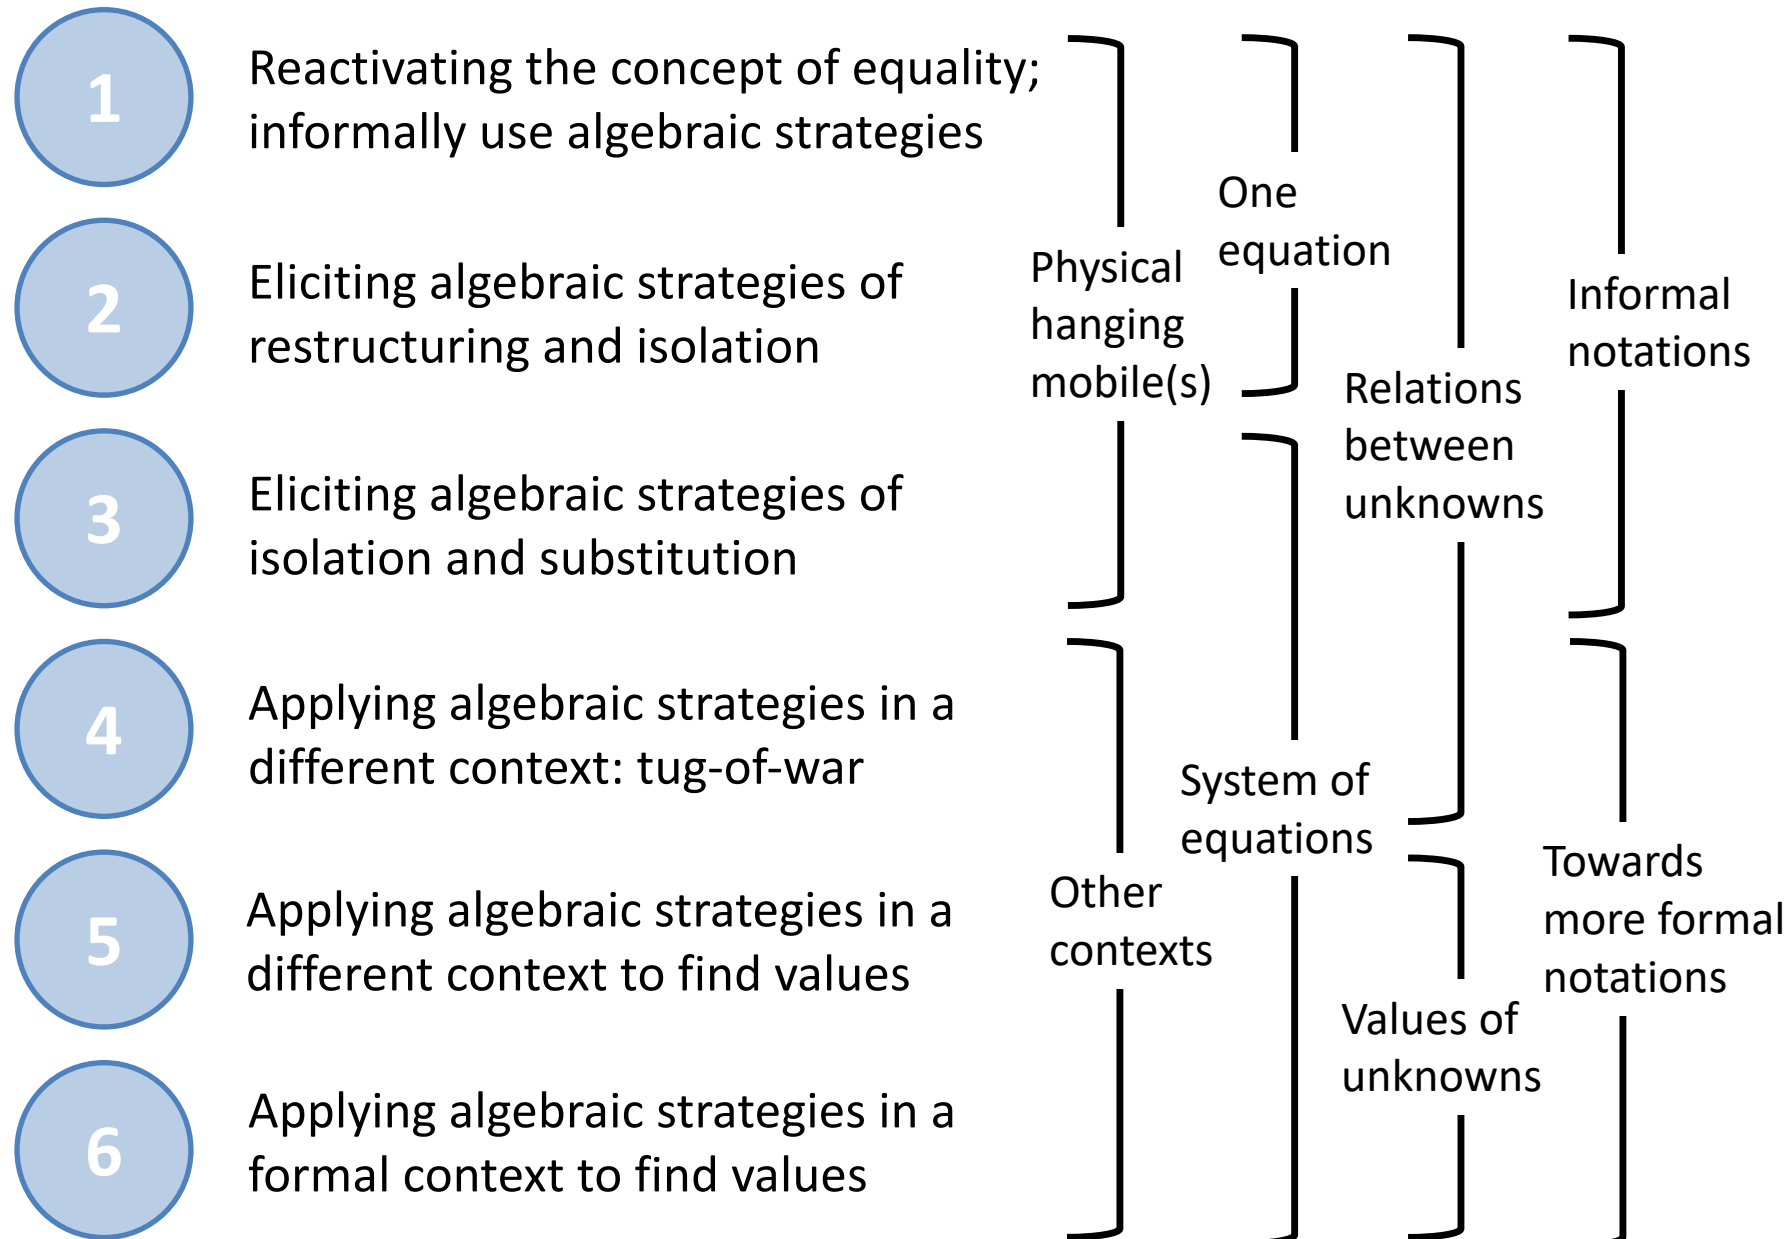 1
Reactivating the concept of equality;
informally use algebraic strategies
2
Eliciting algebraic strategies of
restructuring and isolation
3
Eliciting algebraic strategies of
isolation and substitution
4
Applying algebraic strategies in a
different context: tug-of-war
5
Applying algebraic strategies in a
different context to find values
6
Applying algebraic strategies in a
formal context to find values
Physical
hanging
mobile(s)
Other
contexts
One
equation
System of
equations
Relations
between
unknowns
Values of
unknowns
Informal
notations
Towards
more formal
notations